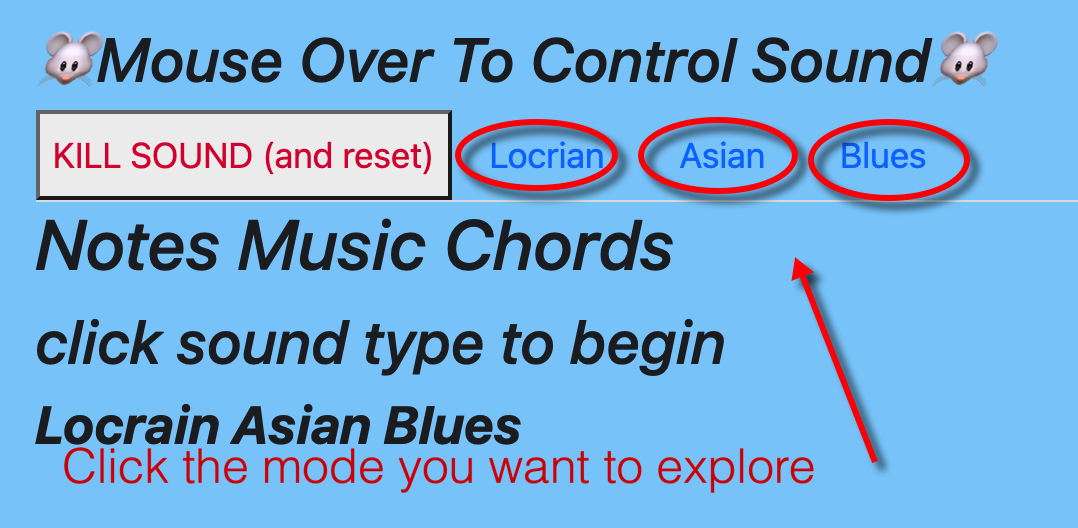 🐭Mouse Over To Control Sound🐭
KILL SOUND (and reset) Locrian Asian Blues
Notes Music Chords
click sound type to begin
Locrain Asian Blues
Click the mode you want to explore